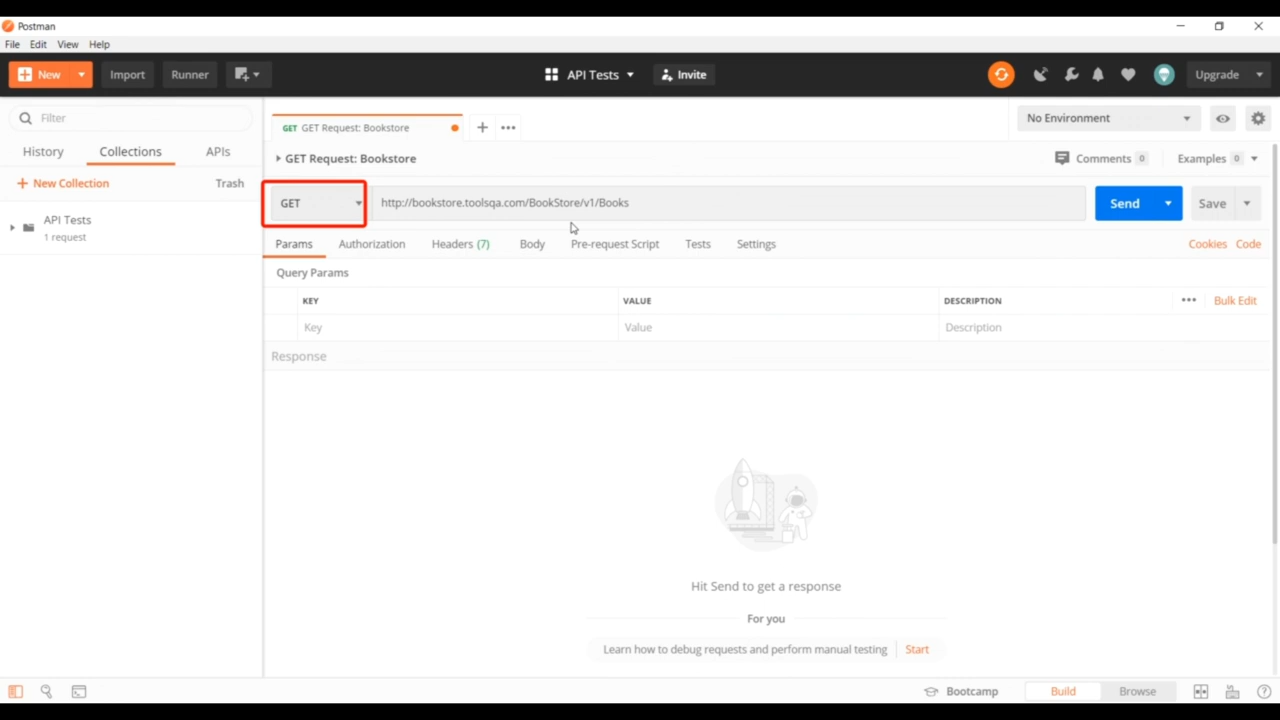 Postman
File Edit View Help
New Import Runner API Tests Invite Upgrade
Filter
History Collections APIs
New Collection Trash
API Tests
1 request
GET GET Request: Bookstore
No Environment
GET Request: Bookstore Comments 0 Examples 0
GET http://bookstore.toolsqa.com/BookStore/v1/Books Send Save
Params Authorization Headers (7) Body Pre-request Script Tests Settings Cookies Code
Query Params
KEY VALUE DESCRIPTION Bulk Edit
Key Value Description
Response
Hit Send to get a response
For you
Learn how to debug requests and perform manual testing Start
Bootcamp Build Browse